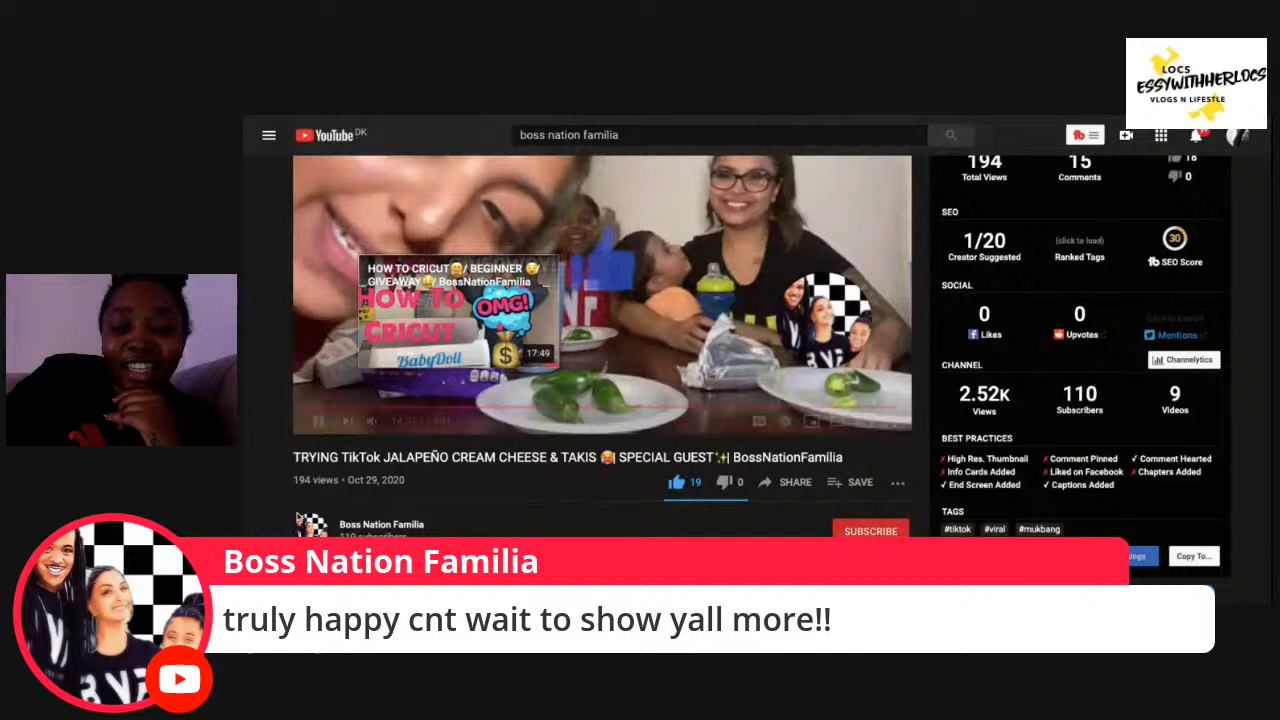 LOCS
ESSYWITHHERLOCS
VLOGS N LIFESTLE
YouTube DK
boss nation familia
194
Total Views
15
Comments
18
0
SEO
1/20
Creator Suggested
(click to load)
Ranked Tags
30
tb SEO Score
SOCIAL
0
Likes
0
Upvotes
Mentions
CHANNEL
Channelytics
2.52K
Views
110
Subscribers
9
Videos
BEST PRACTICES
✗ High Res. Thumbnail
✗ Comment Pinned
✓ Comment Hearted
✗ Info Cards Added
✗ Liked on Facebook
✗ Chapters Added
✓ End Screen Added
✓ Captions Added
TAGS
#tiktok
#viral
#mukbang
Copy To...
HOW TO CRICUT🤗/ BEGINNER 😉/
GIVEAWAY🤑/ BossNationFamilia ...
HOW TO
CRICUT
OMG!
BabyDoll
$
17:49
TRYING TikTok JALAPEÑO CREAM CHEESE & TAKIS 🥵| SPECIAL GUEST✨| BossNationFamilia
194 views • Oct 29, 2020
19
0
SHARE
SAVE
Boss Nation Familia
SUBSCRIBE
Boss Nation Familia
truly happy cnt wait to show yall more!!